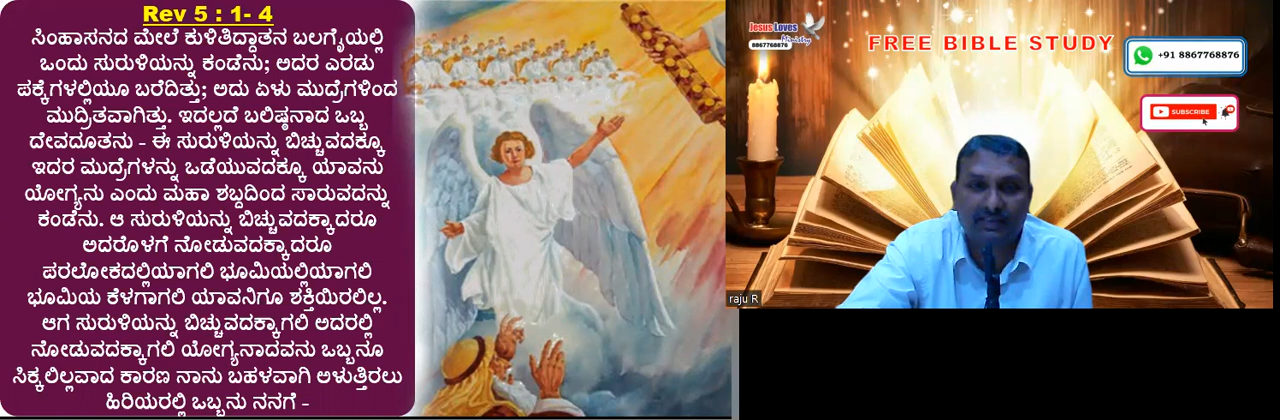 Rev 5 : 1- 4
ಸಿಂಹಾಸನದ ಮೇಲೆ ಕುಳಿತಿದ್ದಾತನ ಬಲಗೈಯಲ್ಲಿ
ಒಂದು ಸುರುಳಿಯನ್ನು ಕಂಡೆನು; ಅದರ ಎರಡು
ಪಕ್ಕೆಗಳಲ್ಲಿಯೂ ಬರೆದಿತ್ತು; ಅದು ಏಳು ಮುದ್ರೆಗಳಿಂದ
ಮುದ್ರಿತವಾಗಿತ್ತು. ಇದಲ್ಲದೆ ಬಲಿಷ್ಠನಾದ ಒಬ್ಬ
ದೇವದೂತನು - ಈ ಸುರುಳಿಯನ್ನು ಬಿಚ್ಚುವದಕ್ಕೂ
ಇದರ ಮುದ್ರೆಗಳನ್ನು ಒಡೆಯುವದಕ್ಕೂ ಯಾವನು
ಯೋಗ್ಯನು ಎಂದು ಮಹಾ ಶಬ್ದದಿಂದ ಸಾರುವದನ್ನು
ಕಂಡೆನು. ಆ ಸುರುಳಿಯನ್ನು ಬಿಚ್ಚುವದಕ್ಕಾದರೂ
ಅದರೊಳಗೆ ನೋಡುವದಕ್ಕಾದರೂ
ಪರಲೋಕದಲ್ಲಿಯಾಗಲಿ ಭೂಮಿಯಲ್ಲಿಯಾಗಲಿ
ಭೂಮಿಯ ಕೆಳಗಾಗಲಿ ಯಾವನಿಗೂ ಶಕ್ತಿಯಿರಲಿಲ್ಲ.
ಆಗ ಸುರುಳಿಯನ್ನು ಬಿಚ್ಚುವದಕ್ಕಾಗಲಿ ಅದರಲ್ಲಿ
ನೋಡುವದಕ್ಕಾಗಲಿ ಯೋಗ್ಯನಾದವನು ಒಬ್ಬನೂ
ಸಿಕ್ಕಲಿಲ್ಲವಾದ ಕಾರಣ ನಾನು ಬಹಳವಾಗಿ ಅಳುತ್ತಿರಲು
ಹಿರಿಯರಲ್ಲಿ ಒಬ್ಬನು ನನಗೆ -
Jesus Loves
Ministry
8867768876
FREE BIBLE STUDY
+91 8867768876
SUBSCRIBE
raju R